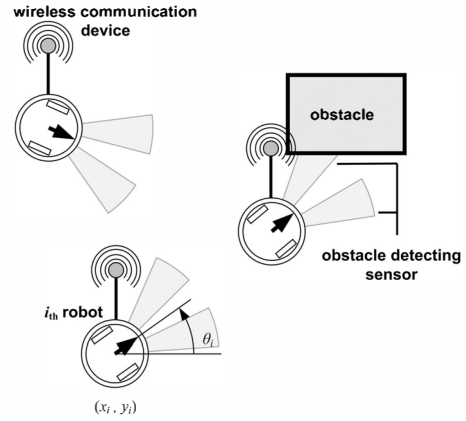 wireless communication
device
obstacle
obstacle detecting
sensor
ith robot
θi
(xi , yi)